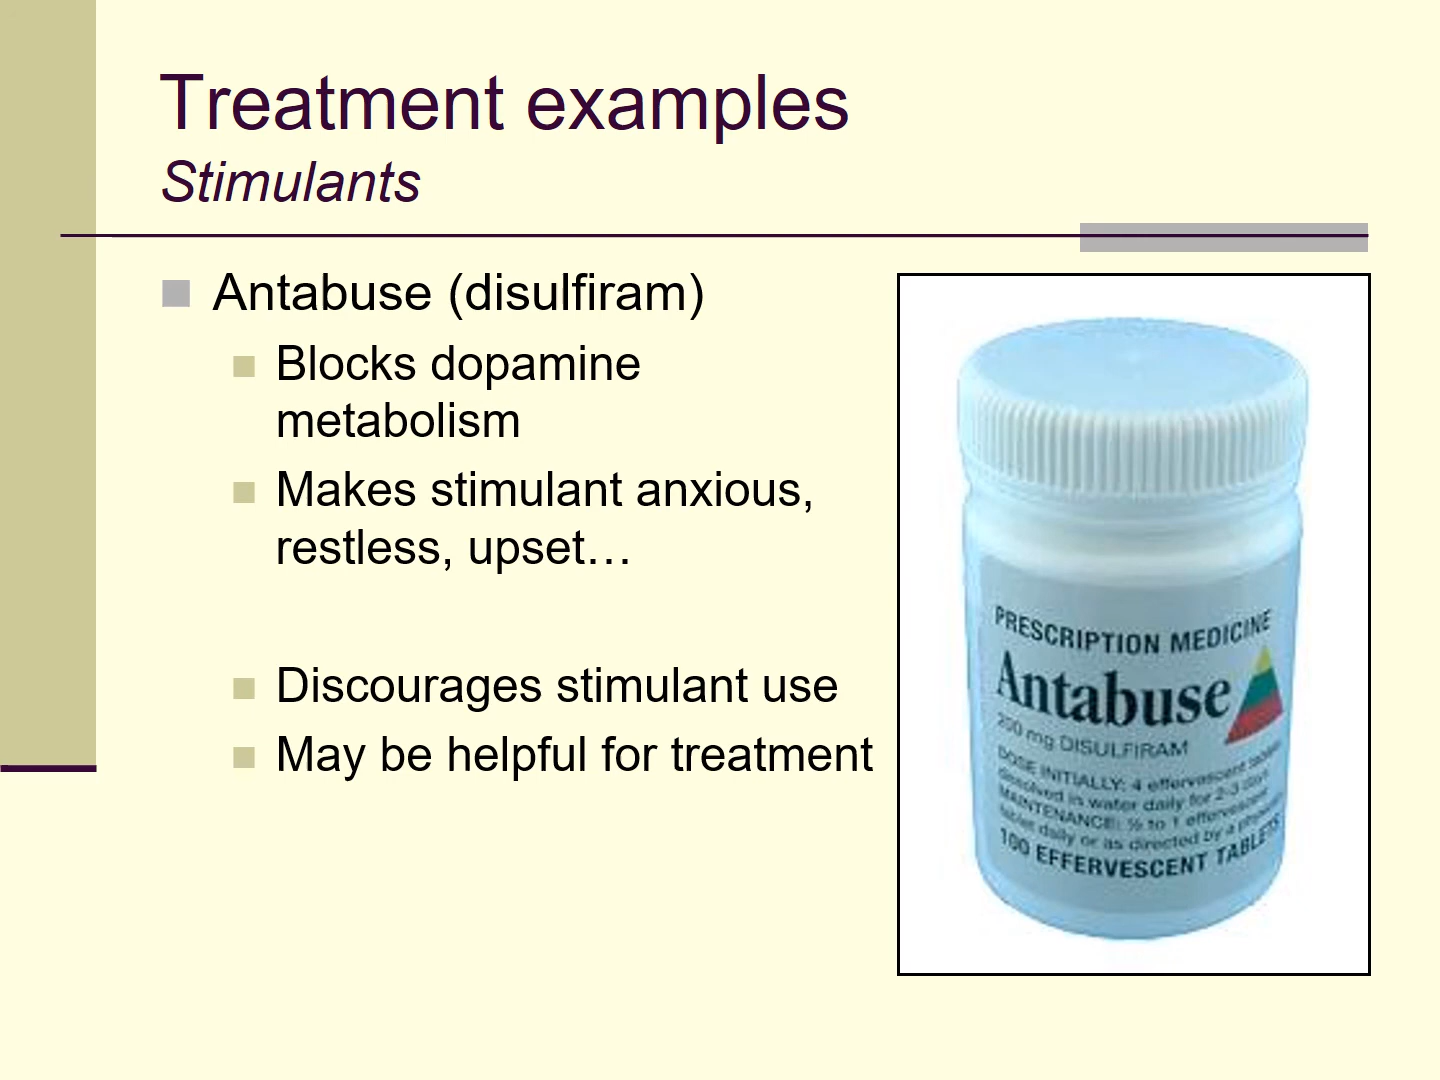 Treatment examples
Stimulants
Antabuse (disulfiram)
Blocks dopamine
metabolism
Makes stimulant anxious,
restless, upset…
Discourages stimulant use
May be helpful for treatment
PRESCRIPTION MEDICINE
Antabuse
200 mg DISULFIRAM
DOSE INITIALLY: 4 effervescent tablets
dissolved in water daily for 2-3 days
MAINTENANCE: ½ to 1 effervescent
tablet daily or as directed by a
100 EFFERVESCENT TABLETS